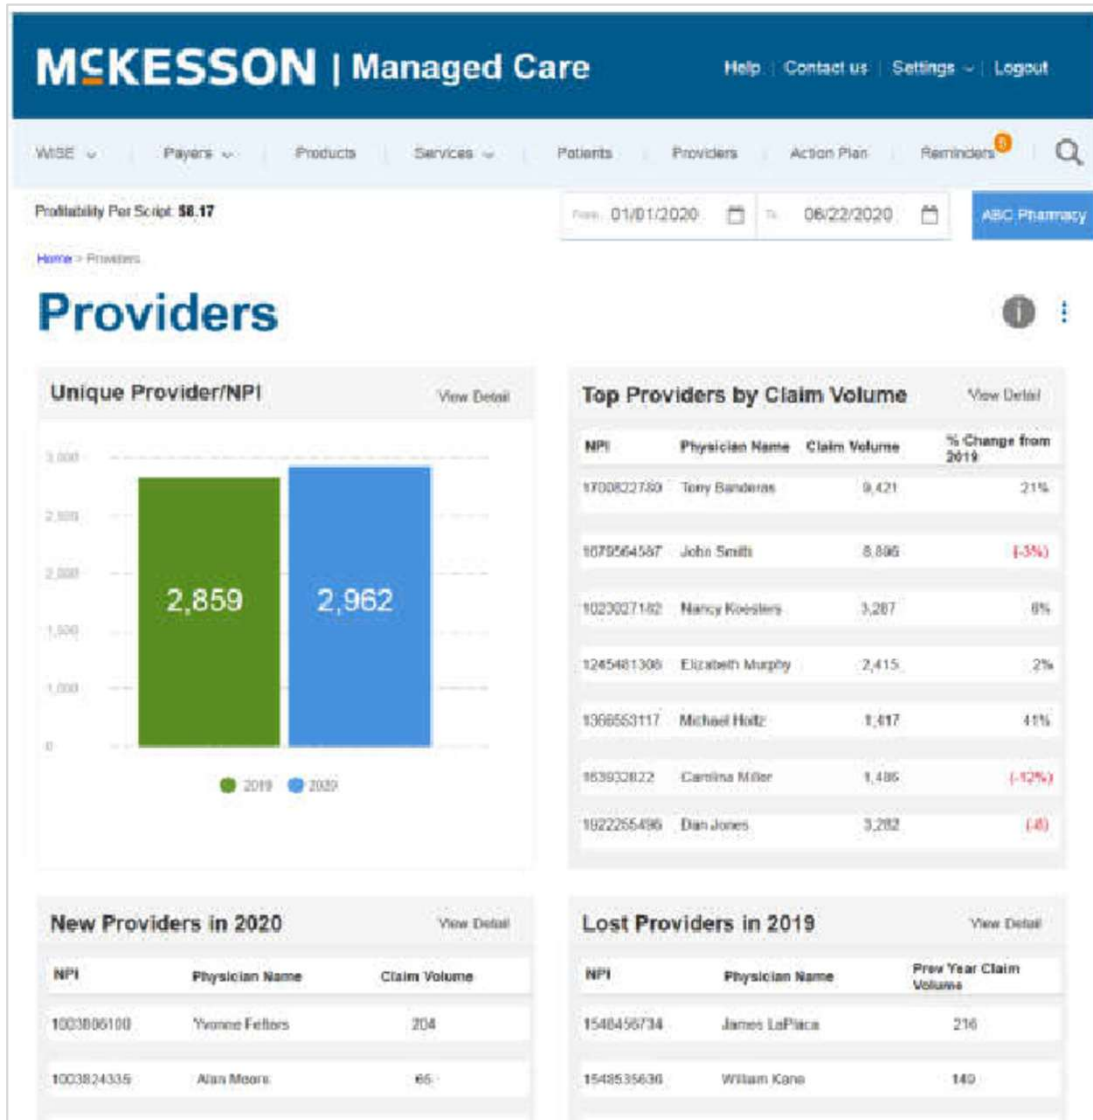 MCKESSON | Managed Care
Help | Contact us | Settings | Logout
WISE | Payers | Products | Services | Patients | Providers | Action Plan | Reminders
Profitability Per Script: $8.17
From 01/01/2020 To 06/22/2020 ABC Pharmacy
Home > Providers
Providers
Unique Provider/NPI View Detail
3,000
2,500
2,000
1,500
1,000
0
2,859 2,962
2019 2020
Top Providers by Claim Volume View Detail
NPI Physician Name Claim Volume % Change from 2019
1700822780 Tony Banderas 9,421 21%
1679564587 John Smith 8,896 (-3%)
1023027182 Nancy Koesters 3,287 6%
1245481308 Elizabeth Murphy 2,415 2%
1366553117 Michael Holtz 1,417 41%
163932822 Carolina Miller 1,486 (-12%)
1922255496 Dan Jones 3,282 (-8)
New Providers in 2020 View Detail
NPI Physician Name Claim Volume
1003806100 Yvonne Fetters 204
1003824335 Alan Moore 65
Lost Providers in 2019 View Detail
NPI Physician Name Prev Year Claim Volume
1548456734 James LaPlaca 216
1548535636 William Kane 149